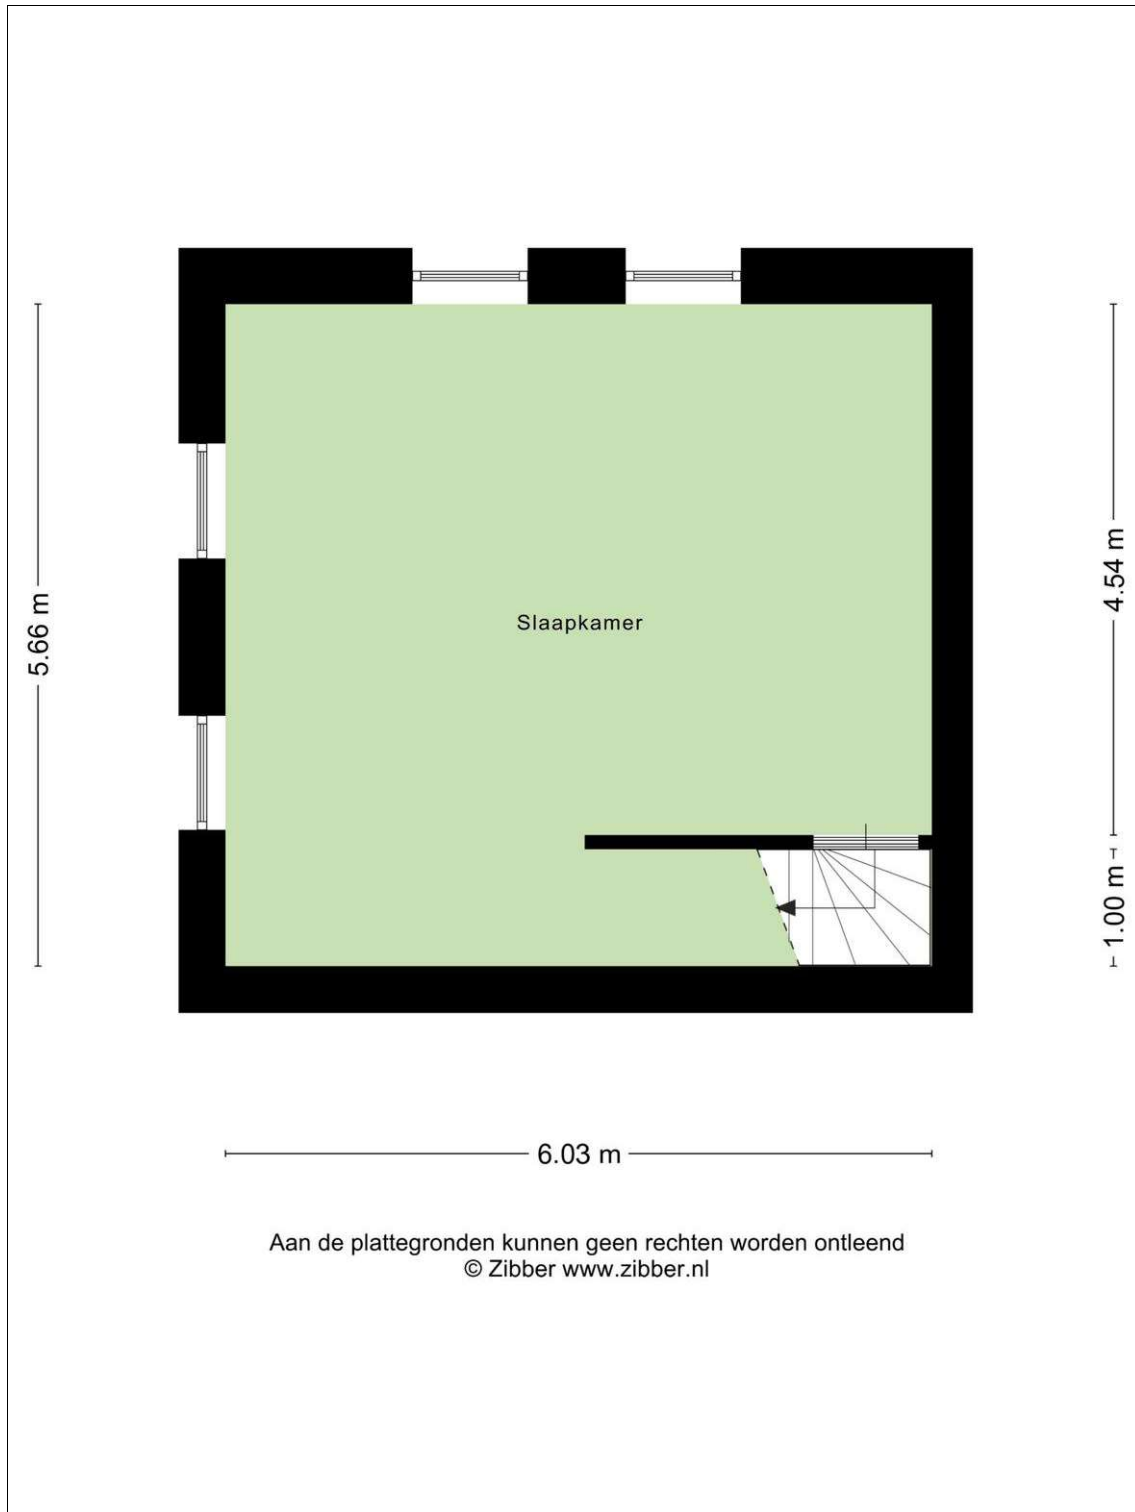 5.66 m
Slaapkamer
4.54 m
1.00 m
6.03 m
Aan de plattegronden kunnen geen rechten worden ontleend
© Zibber www.zibber.nl